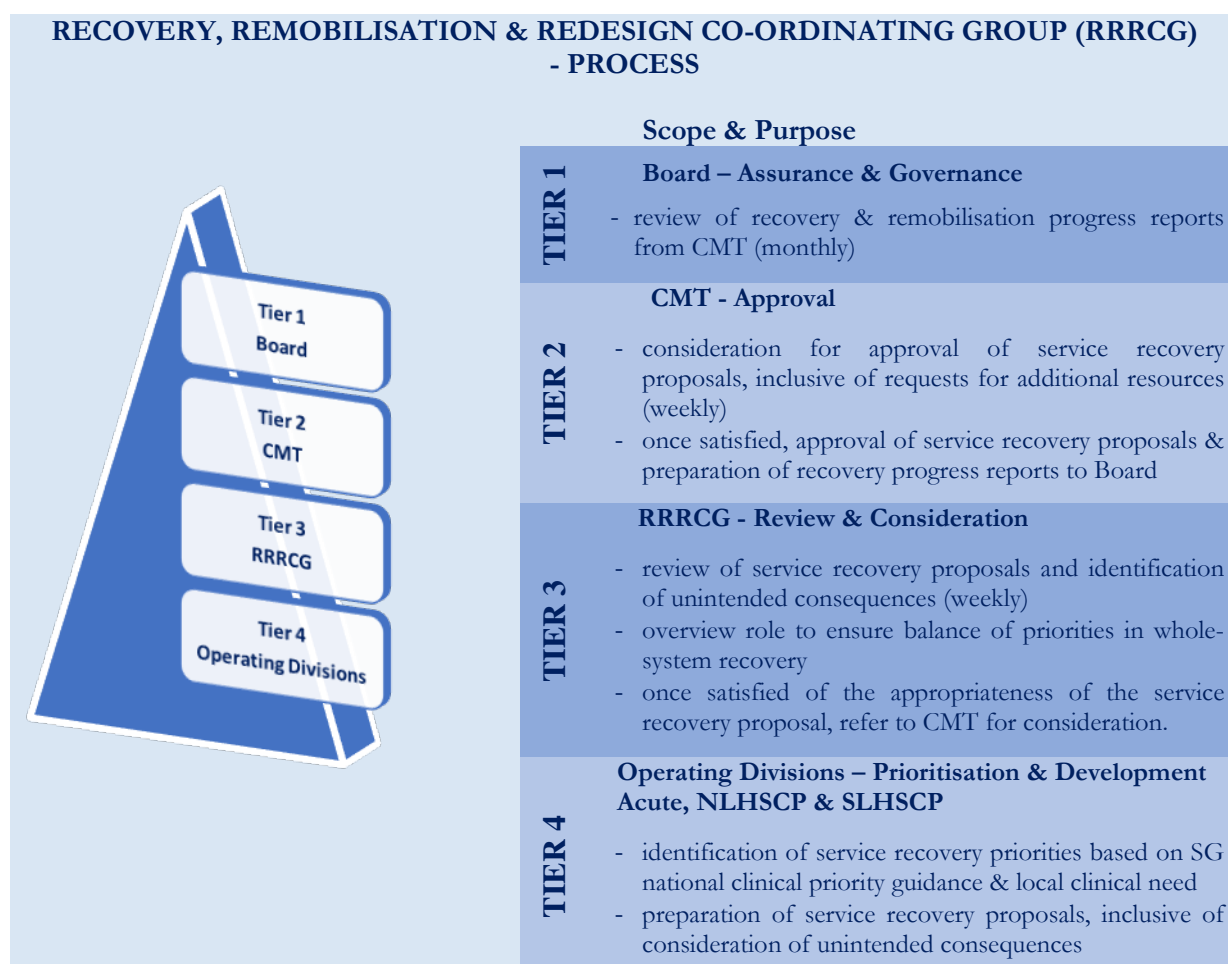 RECOVERY, REMOBILISATION & REDESIGN CO-ORDINATING GROUP (RRRCG)
- PROCESS
Tier 1
Board
Tier 2
CMT
Tier 3
RRRCG
Tier 4
Operating Divisions
Scope & Purpose
TIER 1
Board – Assurance & Governance
- review of recovery & remobilisation progress reports
from CMT (monthly)
TIER 2
CMT - Approval
- consideration for approval of service recovery
proposals, inclusive of requests for additional resources
(weekly)
- once satisfied, approval of service recovery proposals &
preparation of recovery progress reports to Board
TIER 3
RRRCG - Review & Consideration
- review of service recovery proposals and identification
of unintended consequences (weekly)
- overview role to ensure balance of priorities in whole-
system recovery
- once satisfied of the appropriateness of the service
recovery proposal, refer to CMT for consideration.
TIER 4
Operating Divisions – Prioritisation & Development
Acute, NLHSCP & SLHSCP
- identification of service recovery priorities based on SG
national clinical priority guidance & local clinical need
- preparation of service recovery proposals, inclusive of
consideration of unintended consequences